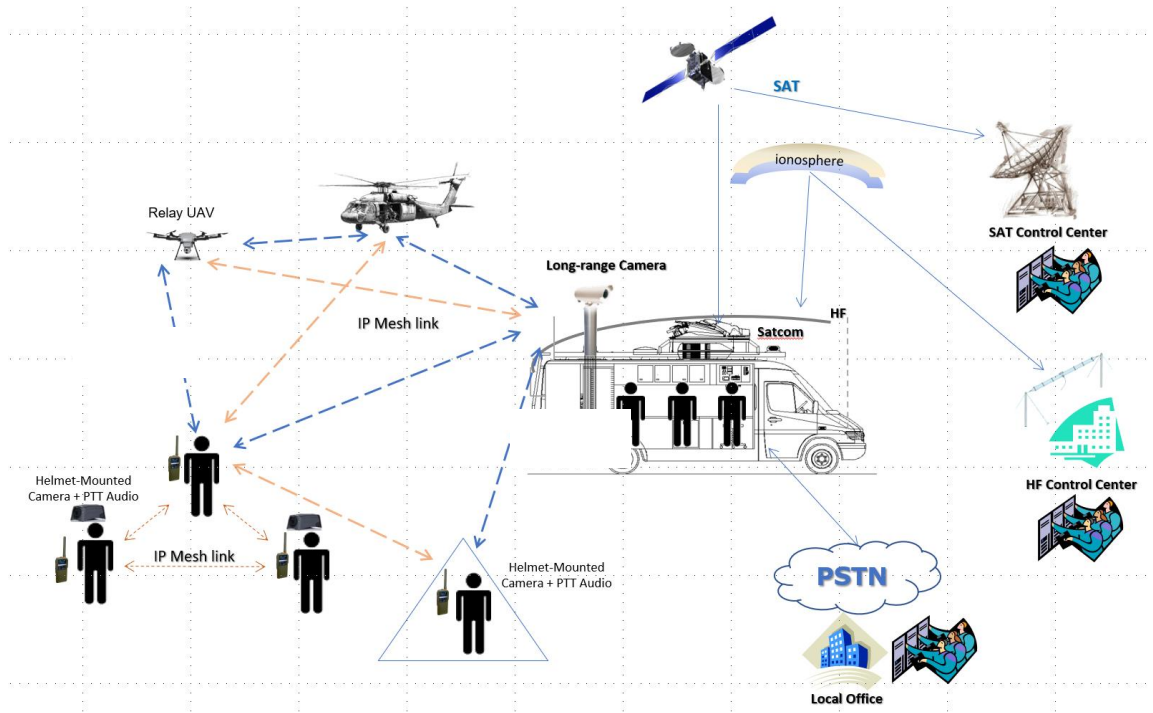 SAT
ionosphere
Relay UAV
SAT Control Center
Long-range Camera
HF
IP Mesh link
Satcom
Helmet-Mounted
Camera + PTT Audio
HF Control Center
IP Mesh link
Helmet-Mounted
Camera + PTT Audio
PSTN
Local Office